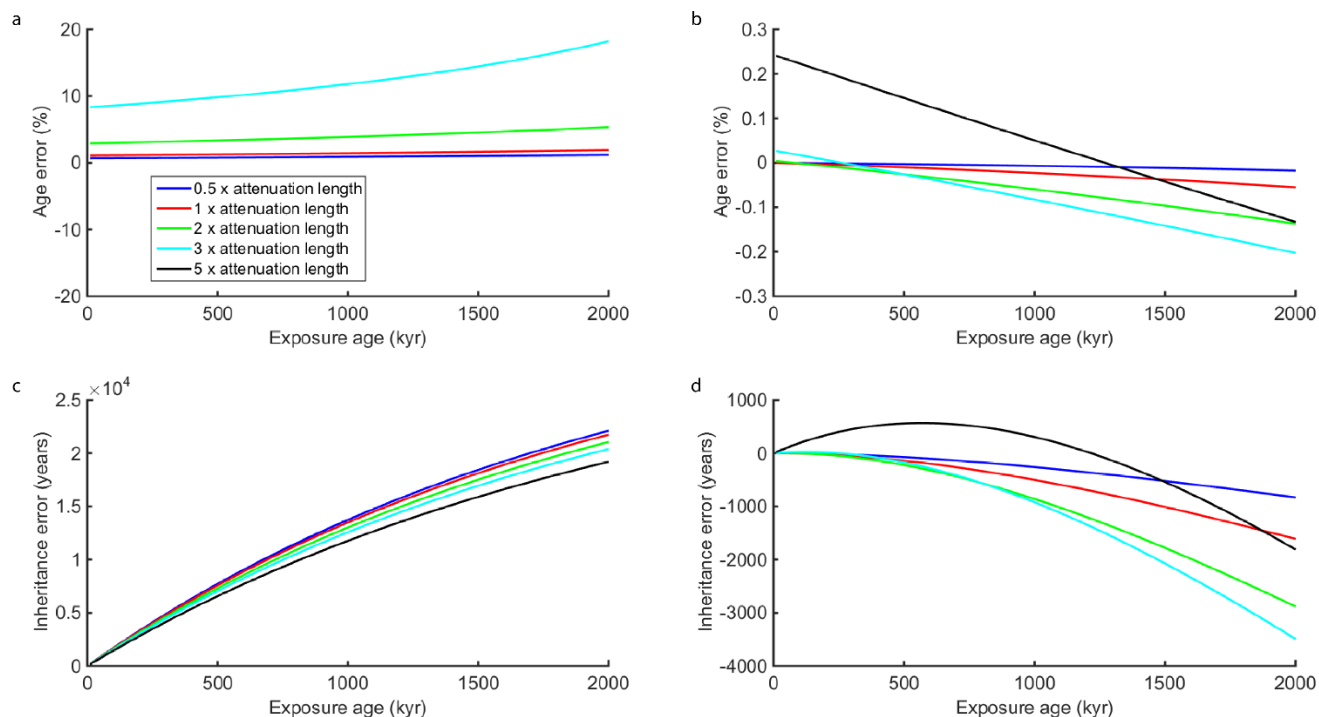 a
20
10
0
-10
-20
Age error (%)
0.5 x attenuation length
1 x attenuation length
2 x attenuation length
3 x attenuation length
5 x attenuation length
0 500 1000 1500 2000
Exposure age (kyr)
b
0.3
0.2
0.1
0
-0.1
-0.2
0.3
Age error (%)
0 500 1000 1500 2000
Exposure age (kyr)
c
×10⁴
2.5
2
1.5
1
0.5
0
Inheritance error (years)
0 500 1000 1500 2000
Exposure age (kyr)
d
1000
0
-1000
-2000
-3000
-4000
Inheritance error (years)
0 500 1000 1500 2000
Exposure age (kyr)